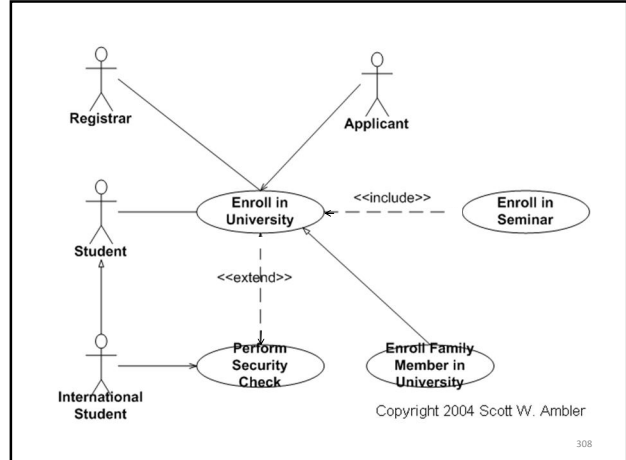 Registrar
Applicant
Enroll in
University
<<include>>
Enroll in
Seminar
Student
<<extend>>
International
Student
Perform
Security
Check
Enroll Family
Member in
University
Copyright 2004 Scott W. Ambler
308